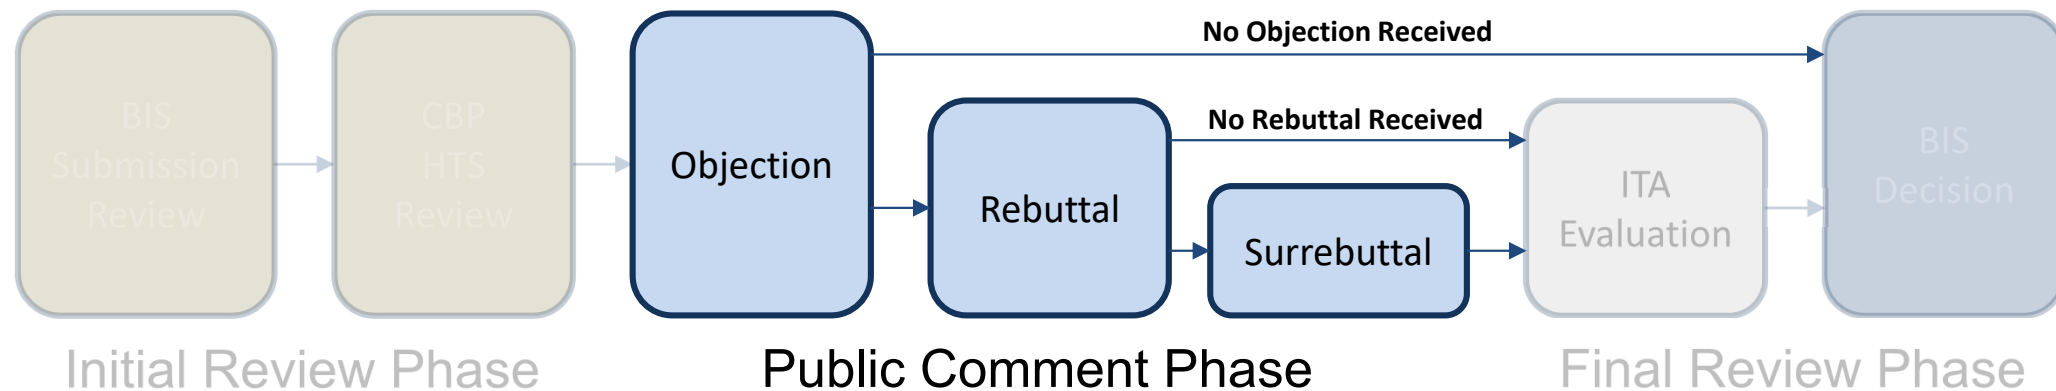 BIS
Submission
Review
CBP
HTS
Review
Objection
No Objection Received
Rebuttal
No Rebuttal Received
Surrebuttal
ITA
Evaluation
BIS
Decision
Initial Review Phase
Public Comment Phase
Final Review Phase